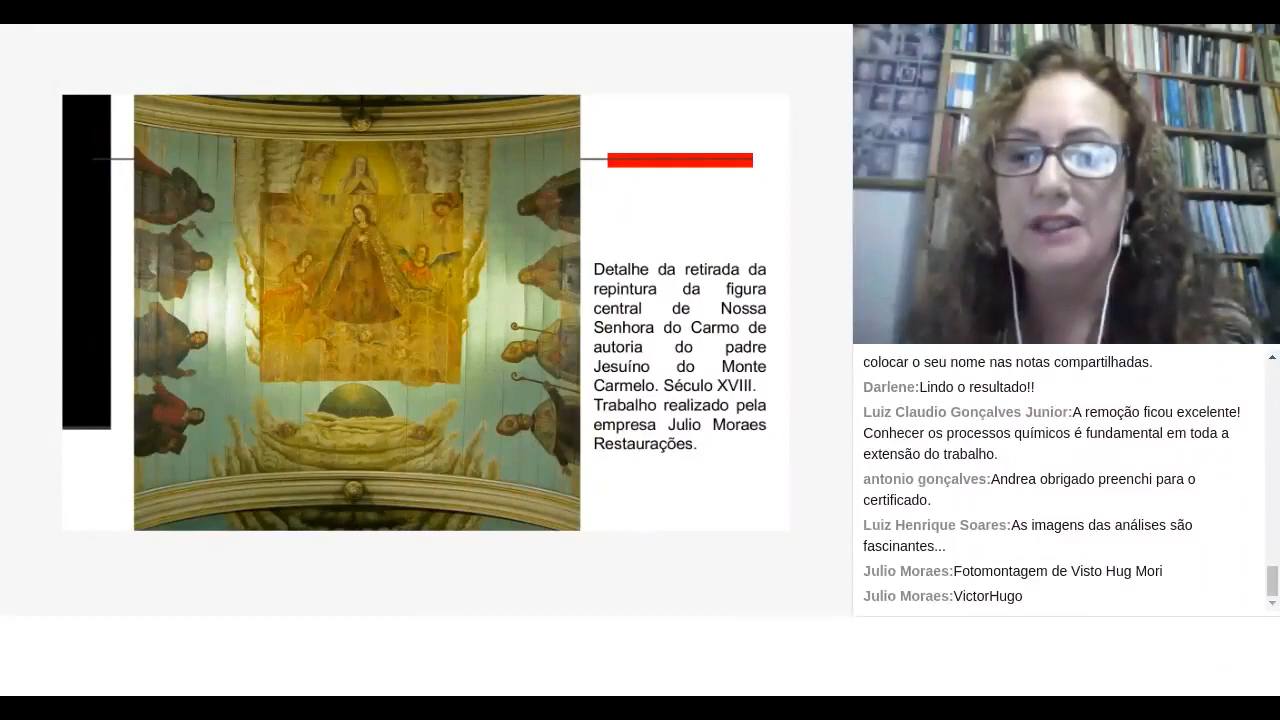 Detalhe da retirada da
repintura da figura
central de Nossa
Senhora do Carmo de
autoria do padre
Jesuíno do Monte
Carmelo. Século XVIII.
Trabalho realizado pela
empresa Julio Moraes
Restaurações.
colocar o seu nome nas notas compartilhadas.
Darlene:Lindo o resultado!!
Luiz Claudio Gonçalves Junior:A remoção ficou excelente!
Conhecer os processos químicos é fundamental em toda a
extensão do trabalho.
antonio gonçalves:Andrea obrigado preenchi para o
certificado.
Luiz Henrique Soares:As imagens das análises são
fascinantes...
Julio Moraes:Fotomontagem de Visto Hug Mori
Julio Moraes:VictorHugo